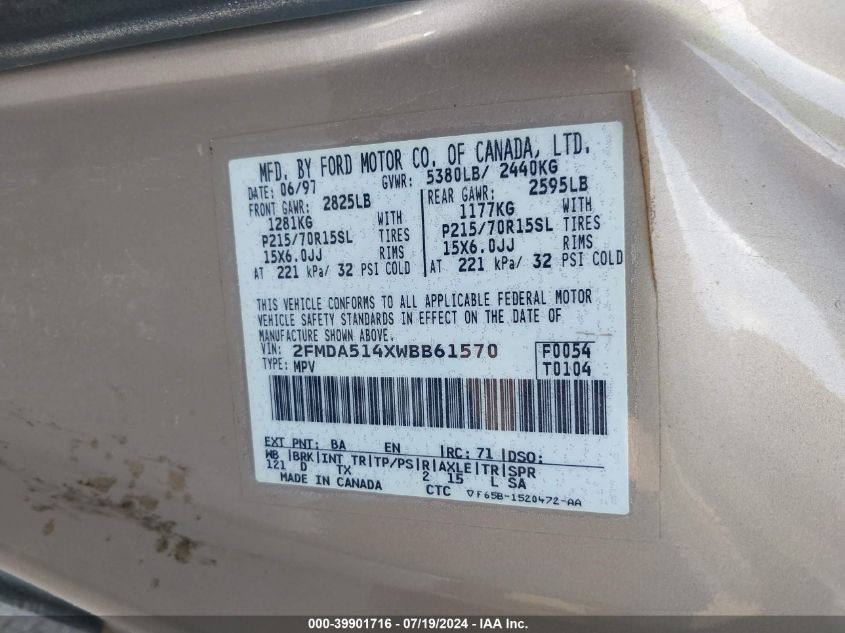 MFD. BY FORD MOTOR CO. OF CANADA, LTD.
DATE: 06/97 GVWR: 5380LB/ 2440KG
FRONT GAWR: 2825LB REAR GAWR: 2595LB
1281KG WITH 1177KG WITH
P215/70R15SL TIRES P215/70R15SL TIRES
15X6.0JJ RIMS 15X6.0JJ RIMS
AT 221 kPa/ 32 PSI COLD AT 221 kPa/ 32 PSI COLD
THIS VEHICLE CONFORMS TO ALL APPLICABLE FEDERAL MOTOR
VEHICLE SAFETY STANDARDS IN EFFECT ON THE DATE OF
MANUFACTURE SHOWN ABOVE.
VIN: 2FMDA514XWBB61570 F0054
TYPE: MPV T0104
EXT PNT: BA EN RC: 71 DSO:
WB BRK INT TR TP/PS R AXLE TR SPR
121 D TX 2 15 L SA
MADE IN CANADA CTC F65B-1520472-AA
000-39901716 - 07/19/2024 - IAAI Inc.